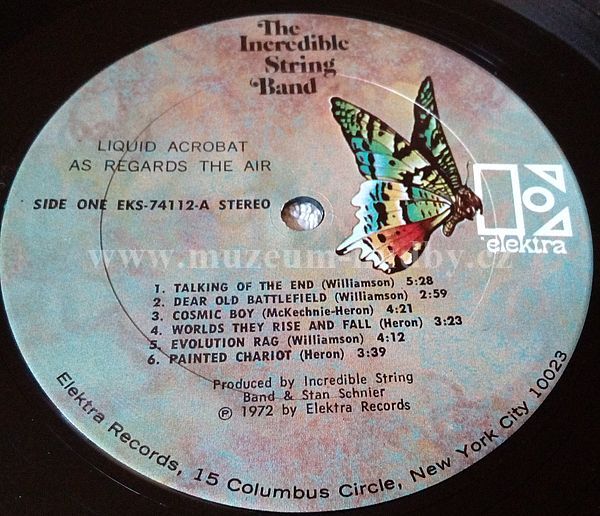 The
Incredible
String
Band
LIQUID ACROBAT
AS REGARDS THE AIR
SIDE ONE EKS-74112-A STEREO
elektra
www.muzeum-hudby.cz
1. TALKING OF THE END (Williamson) 5:28
2. DEAR OLD BATTLEFIELD (Williamson) 2:59
3. COSMIC BOY (McKechnie-Heron) 4:21
4. WORLDS THEY RISE AND FALL (Heron) 3:23
5. EVOLUTION RAG (Williamson) 4:12
6. PAINTED CHARIOT (Heron) 3:39
Produced by Incredible String
Band & Stan Schnier
℗ 1972 by Elektra Records
Elektra Records, 15 Columbus Circle, New York City 10023